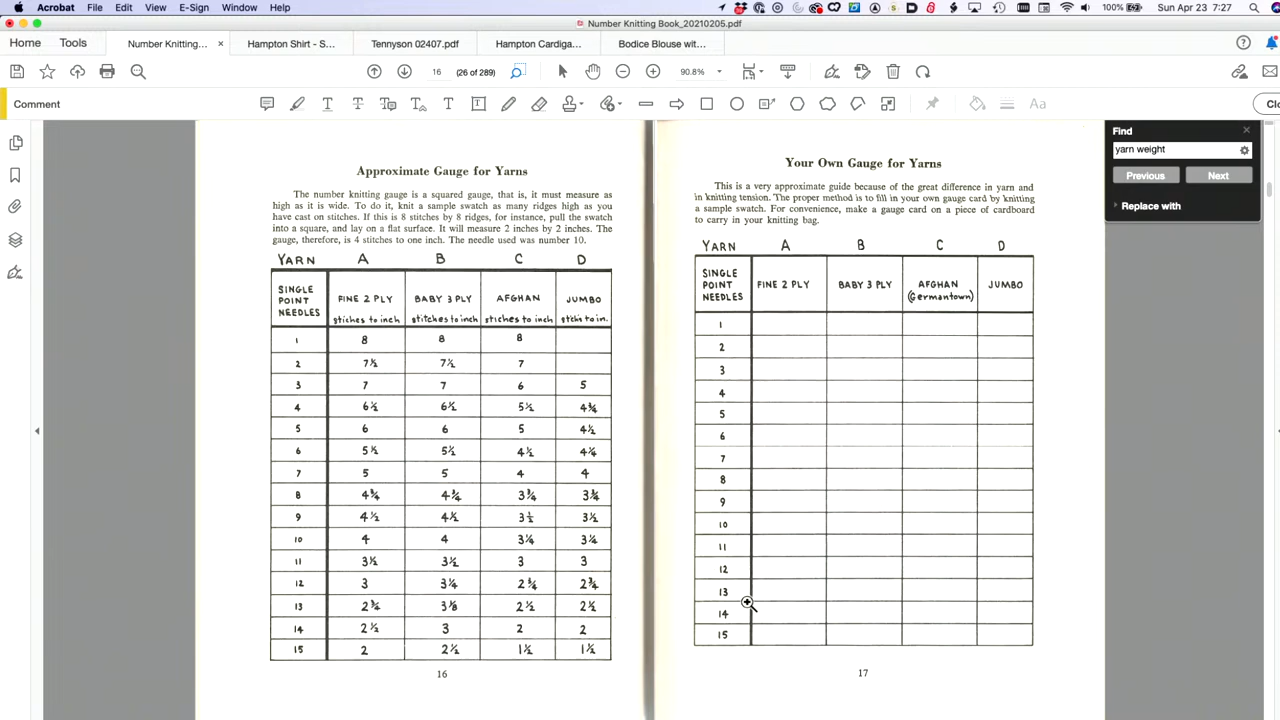 Acrobat File Edit View E-Sign Window Help 100% Sun Apr 23 7:27
Number Knitting Book_20210205.pdf
Home Tools Number Knitting... × Hampton Shirt - S... Tennyson 02407.pdf Hampton Cardiga... Bodice Blouse wit...
16 (26 of 289) 90.8%
Comment
Find
yarn weight
Previous Next
Replace with
Approximate Gauge for Yarns
The number knitting gauge is a squared gauge, that is, it must measure as
high as it is wide. To do it, knit a sample swatch as many ridges high as you
have cast on stitches. If this is 8 stitches by 8 ridges, for instance, pull the swatch
into a square, and lay on a flat surface. It will measure 2 inches by 2 inches. The
gauge, therefore, is 4 stitches to one inch. The needle used was number 10.
YARN A B C D
SINGLE POINT NEEDLES FINE 2 PLY stiches to inch BABY 3 PLY stitches to inch AFGHAN stiches to inch JUMBO stchs to in.
1 8 8 8
2 7½ 7½ 7
3 7 7 6 5
4 6½ 6½ 5½ 4¾
5 6 6 5 4½
6 5½ 5½ 4½ 4¼
7 5 5 4 4
8 4¾ 4¾ 3¾ 3¾
9 4½ 4½ 3½ 3½
10 4 4 3¼ 3¼
11 3½ 3½ 3 3
12 3 3¼ 2¾ 2¾
13 2¾ 3⅛ 2½ 2½
14 2½ 3 2 2
15 2 2½ 1½ 1½
16
Your Own Gauge for Yarns
This is a very approximate guide because of the great difference in yarn and
in knitting tension. The proper method is to fill in your own gauge card by knitting
a sample swatch. For convenience, make a gauge card on a piece of cardboard
to carry in your knitting bag.
YARN A B C D
SINGLE POINT NEEDLES FINE 2 PLY BABY 3 PLY AFGHAN (Germantown) JUMBO
1
2
3
4
5
6
7
8
9
10
11
12
13
14
15
17